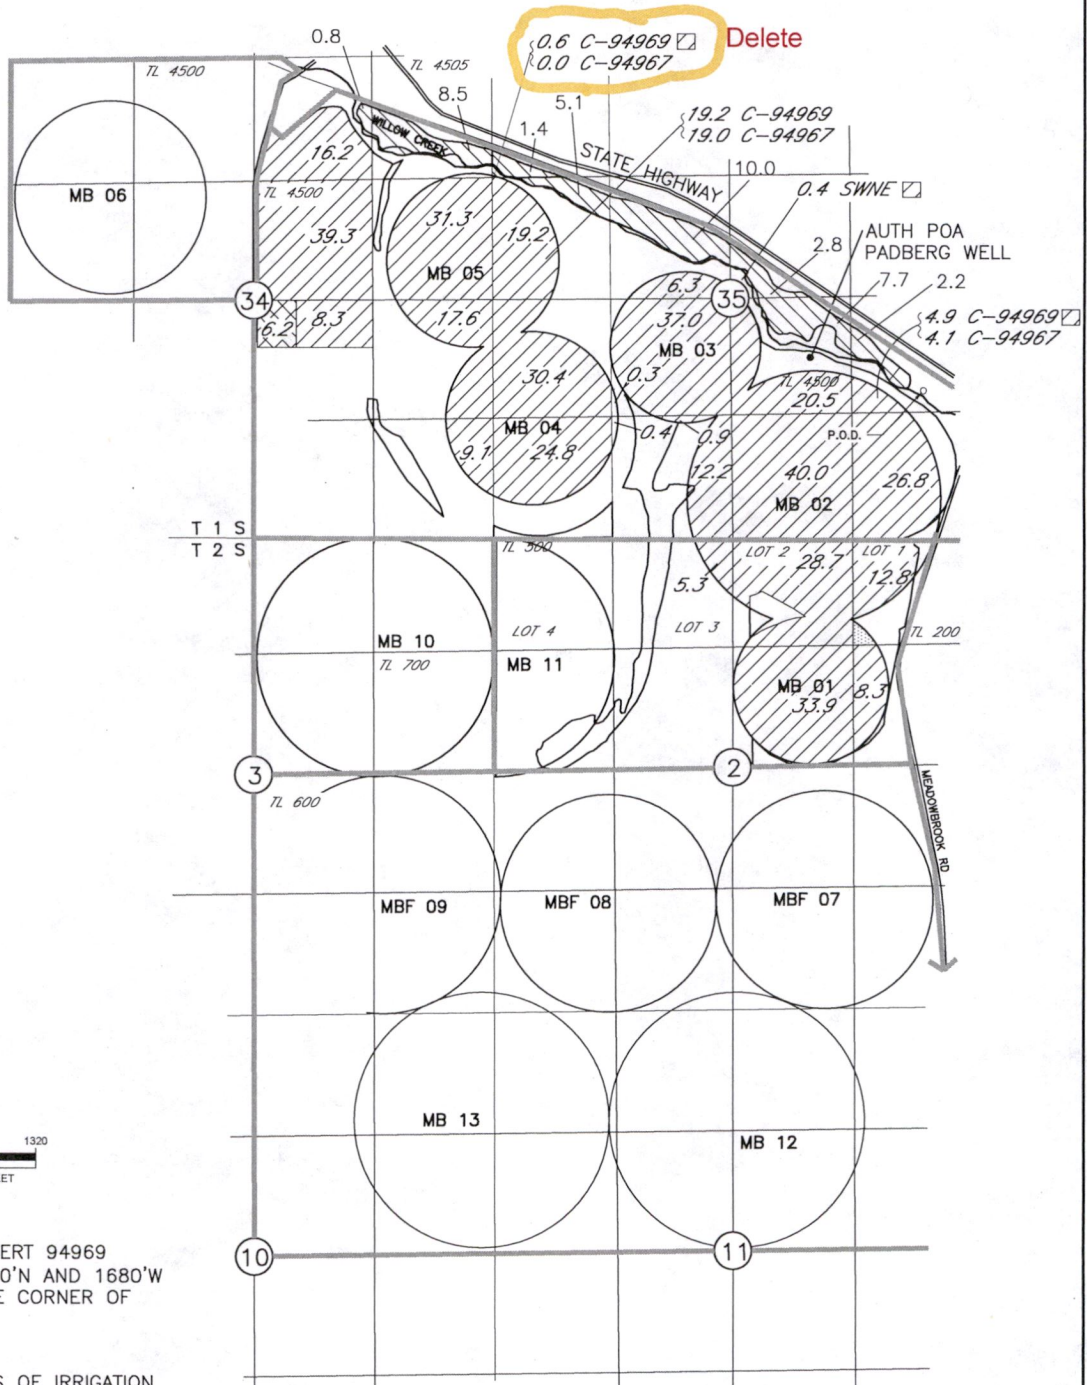 0.8
0.6 C-94969
0.0 C-94967
Delete
TL 4500
TL 4505
8.5
5.1
1.4
19.2 C-94969
19.0 C-94967
WILLOW CREEK
STATE HIGHWAY
10.0
0.4 SWNE
16.2
MB 06
TL 4500
AUTH POA
PADBERG WELL
31.3
19.2
39.3
2.8
7.7
2.2
MB 05
6.3
34
35
4.9 C-94969
4.1 C-94967
6.2
8.3
17.6
37.0
MB 03
30.4
0.3
TL 4500
20.5
MB 04
0.4
0.9
P.O.D.
9.1
24.8
12.2
40.0
26.8
MB 02
T 1 S
T 2 S
TL 500
LOT 2
LOT 1
28.7
12.8
5.3
LOT 4
LOT 3
TL 200
MB 10
TL 700
MB 11
MB 01
8.3
33.9
3
2
TL 600
MEADOWBROOK RD
MBF 09
MBF 08
MBF 07
MB 13
MB 12
1320
ET
ERT 94969
0'N AND 1680'W
E CORNER OF
10
11
S OF IRRIGATION